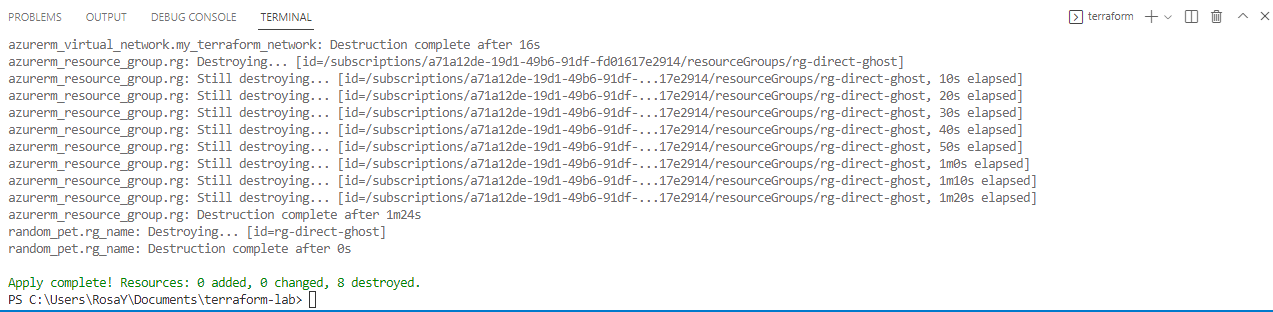 PROBLEMS OUTPUT DEBUG CONSOLE TERMINAL terraform
azurerm_virtual_network.my_terraform_network: Destruction complete after 16s
azurerm_resource_group.rg: Destroying... [id=/subscriptions/a71a12de-19d1-49b6-91df-fd01617e2914/resourceGroups/rg-direct-ghost]
azurerm_resource_group.rg: Still destroying... [id=/subscriptions/a71a12de-19d1-49b6-91df-...17e2914/resourceGroups/rg-direct-ghost, 10s elapsed]
azurerm_resource_group.rg: Still destroying... [id=/subscriptions/a71a12de-19d1-49b6-91df-...17e2914/resourceGroups/rg-direct-ghost, 20s elapsed]
azurerm_resource_group.rg: Still destroying... [id=/subscriptions/a71a12de-19d1-49b6-91df-...17e2914/resourceGroups/rg-direct-ghost, 30s elapsed]
azurerm_resource_group.rg: Still destroying... [id=/subscriptions/a71a12de-19d1-49b6-91df-...17e2914/resourceGroups/rg-direct-ghost, 40s elapsed]
azurerm_resource_group.rg: Still destroying... [id=/subscriptions/a71a12de-19d1-49b6-91df-...17e2914/resourceGroups/rg-direct-ghost, 50s elapsed]
azurerm_resource_group.rg: Still destroying... [id=/subscriptions/a71a12de-19d1-49b6-91df-...17e2914/resourceGroups/rg-direct-ghost, 1m0s elapsed]
azurerm_resource_group.rg: Still destroying... [id=/subscriptions/a71a12de-19d1-49b6-91df-...17e2914/resourceGroups/rg-direct-ghost, 1m10s elapsed]
azurerm_resource_group.rg: Still destroying... [id=/subscriptions/a71a12de-19d1-49b6-91df-...17e2914/resourceGroups/rg-direct-ghost, 1m20s elapsed]
azurerm_resource_group.rg: Destruction complete after 1m24s
random_pet.rg_name: Destroying... [id=rg-direct-ghost]
random_pet.rg_name: Destruction complete after 0s
Apply complete! Resources: 0 added, 0 changed, 8 destroyed.
PS C:\Users\RosaY\Documents\terraform-lab>